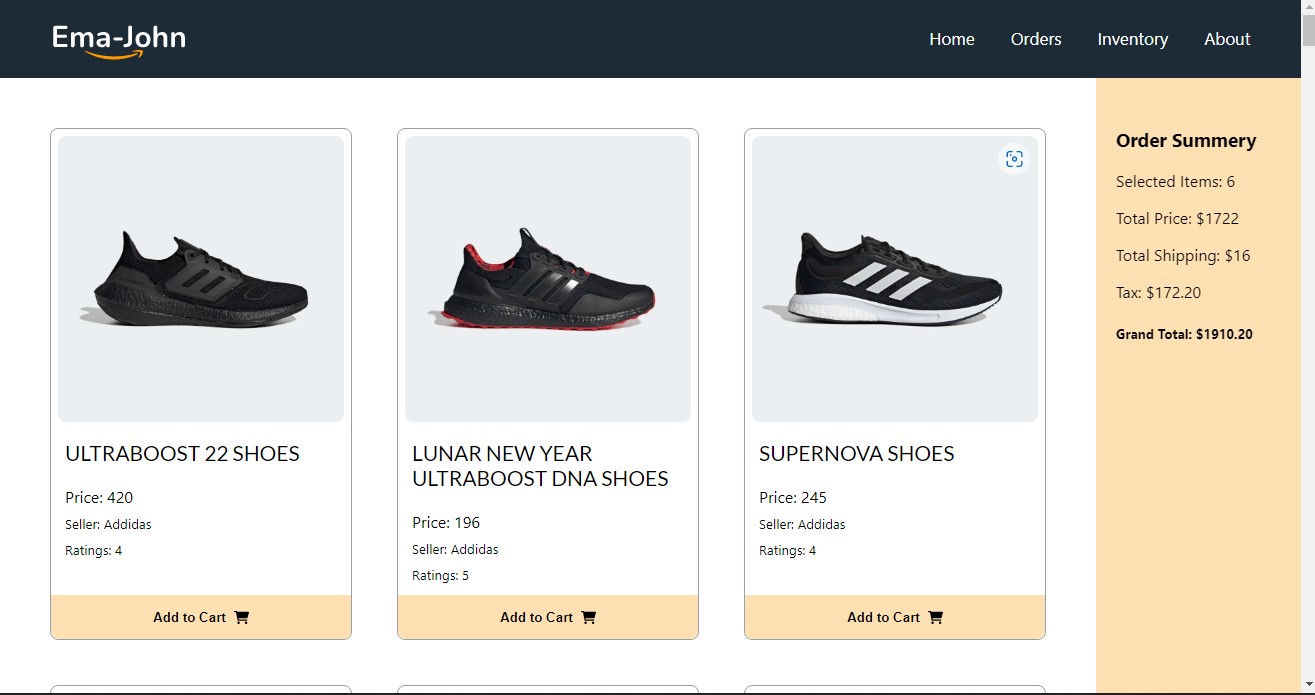 Ema-John
Home Orders Inventory About
ULTRABOOST 22 SHOES
Price: 420
Seller: Addidas
Ratings: 4
Add to Cart
LUNAR NEW YEAR
ULTRABOOST DNA SHOES
Price: 196
Seller: Addidas
Ratings: 5
Add to Cart
SUPERNOVA SHOES
Price: 245
Seller: Addidas
Ratings: 4
Add to Cart
Order Summery
Selected Items: 6
Total Price: $1722
Total Shipping: $16
Tax: $172.20
Grand Total: $1910.20